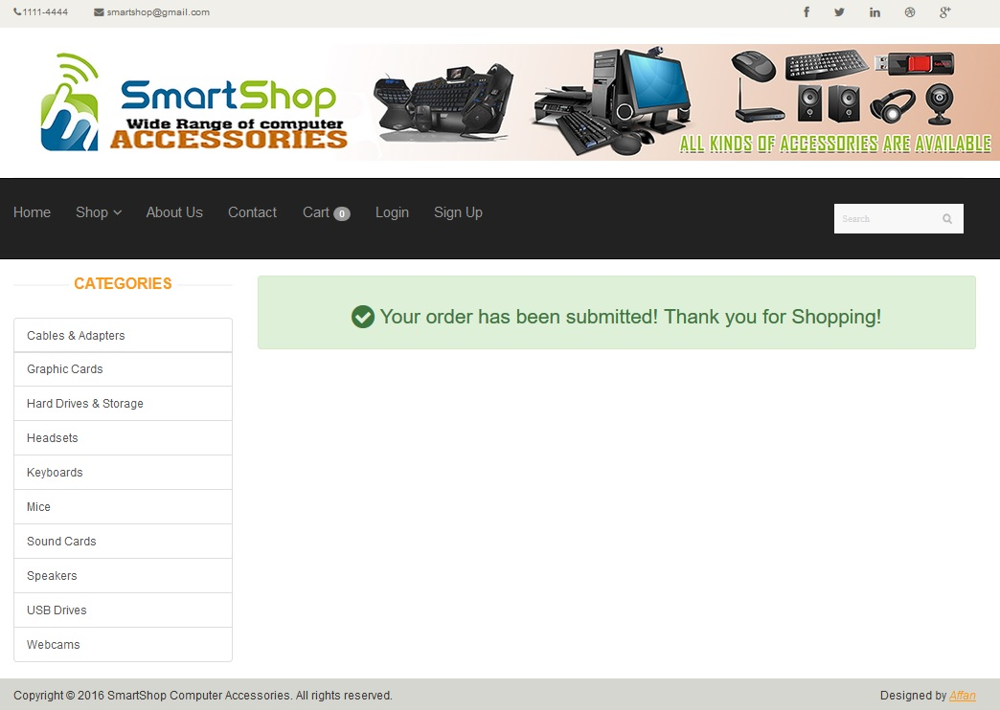 1111-4444 smartshop@gmail.com
SmartShop
Wide Range of computer
ACCESSORIES
ALL KINDS OF ACCESSORIES ARE AVAILABLE
Home Shop About Us Contact Cart 0 Login Sign Up Search
CATEGORIES
Cables & Adapters
Graphic Cards
Hard Drives & Storage
Headsets
Keyboards
Mice
Sound Cards
Speakers
USB Drives
Webcams
Your order has been submitted! Thank you for Shopping!
Copyright © 2016 SmartShop Computer Accessories. All rights reserved. Designed by Affan